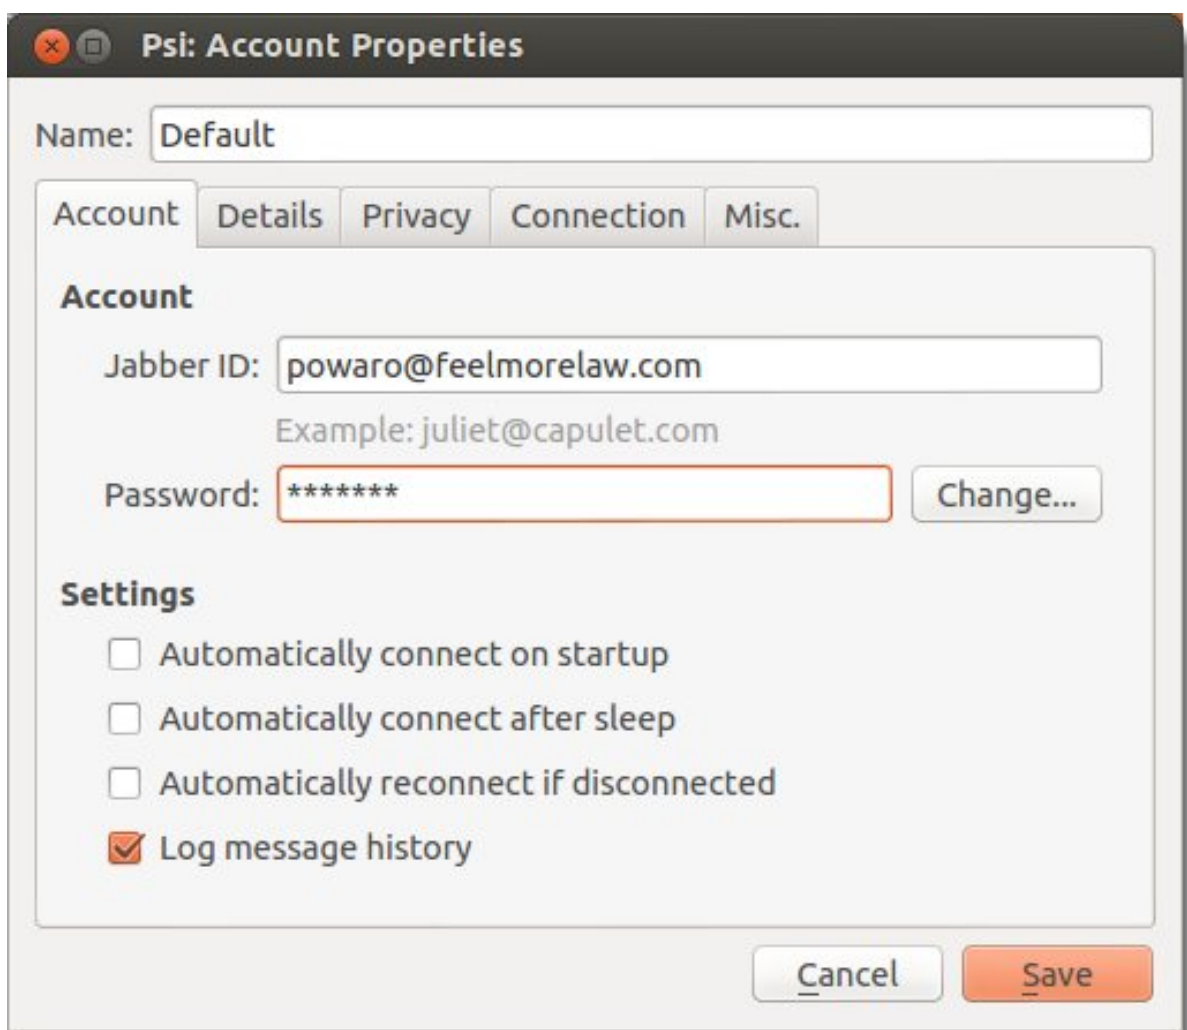 Psi: Account Properties
Name: Default
Account Details Privacy Connection Misc.
Account
Jabber ID: powaro@feelmorelaw.com
Example: juliet@capulet.com
Password: ******* Change...
Settings
Automatically connect on startup
Automatically connect after sleep
Automatically reconnect if disconnected
Log message history
Cancel Save